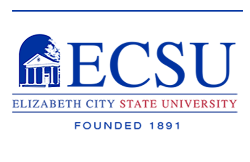 ECSU
ELIZABETH CITY STATE UNIVERSITY
FOUNDED 1891